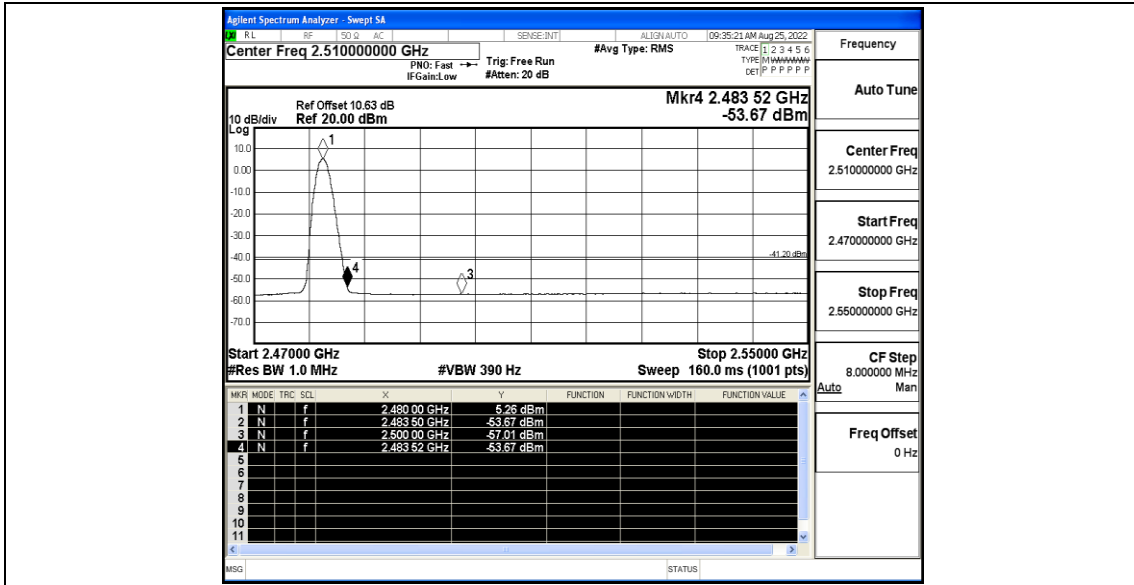 Agilent Spectrum Analyzer - Swept SA
RL RF 50 Ω AC SENSE:INT ALIGN AUTO 09:35:21 AM Aug 25, 2022
Center Freq 2.510000000 GHz #Avg Type: RMS TRACE 1 2 3 4 5 6
PNO: Fast Trig: Free Run TYPE M WWWWW
IFGain:Low #Atten: 20 dB DET P P P P P P
Mkr4 2.483 52 GHz
-53.67 dBm
Ref Offset 10.63 dB
10 dB/div Ref 20.00 dBm
Log
10.0
0.00
-10.0
-20.0
-30.0
-40.0
-50.0
-60.0
-70.0
1
4
3
-41.20 dBm
Start 2.47000 GHz Stop 2.55000 GHz
#Res BW 1.0 MHz #VBW 390 Hz Sweep 160.0 ms (1001 pts)
MKR MODE TRC SCL X Y FUNCTION FUNCTION WIDTH FUNCTION VALUE
1 N f 2.480 00 GHz 5.26 dBm
2 N f 2.483 50 GHz -53.67 dBm
3 N f 2.500 00 GHz -57.01 dBm
4 N f 2.483 52 GHz -53.67 dBm
5
6
7
8
9
10
11
MSG STATUS
Frequency
Auto Tune
Center Freq
2.510000000 GHz
Start Freq
2.470000000 GHz
Stop Freq
2.550000000 GHz
CF Step
8.000000 MHz
Auto Man
Freq Offset
0 Hz